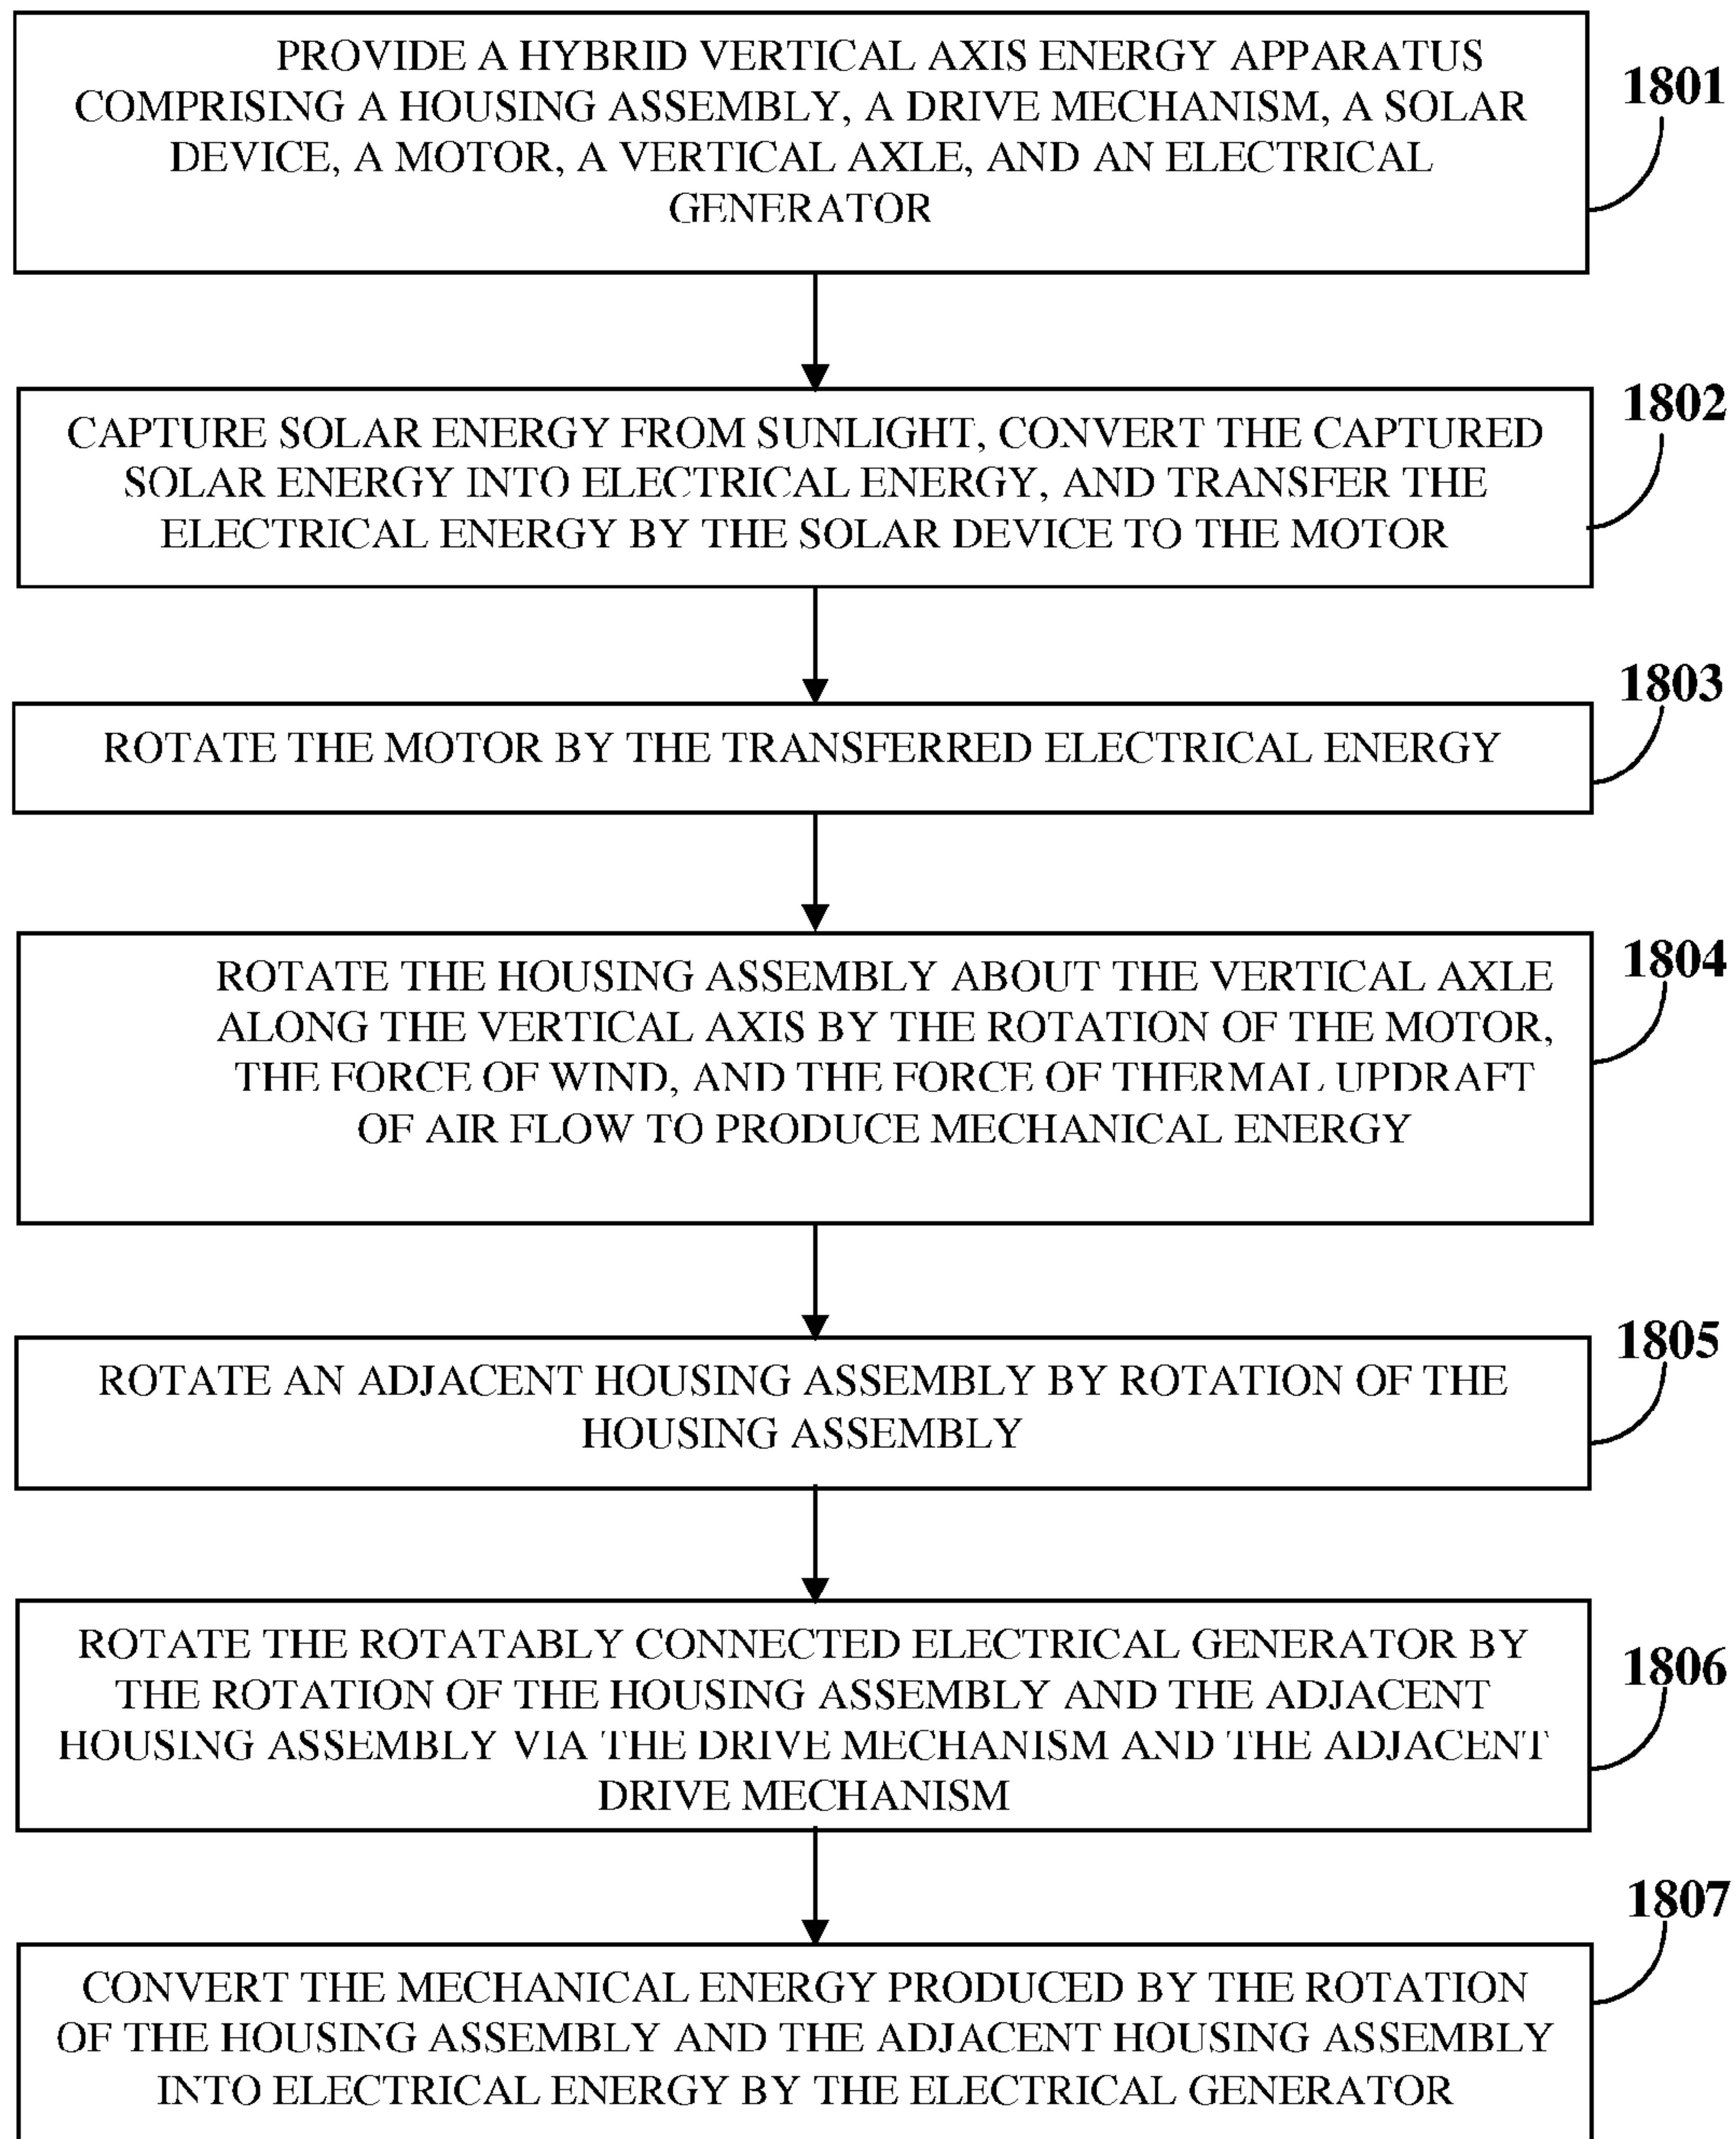 PROVIDE A HYBRID VERTICAL AXIS ENERGY APPARATUS
COMPRISING A HOUSING ASSEMBLY, A DRIVE MECHANISM, A SOLAR
DEVICE, A MOTOR, A VERTICAL AXLE, AND AN ELECTRICAL
GENERATOR
1801
CAPTURE SOLAR ENERGY FROM SUNLIGHT, CONVERT THE CAPTURED
SOLAR ENERGY INTO ELECTRICAL ENERGY, AND TRANSFER THE
ELECTRICAL ENERGY BY THE SOLAR DEVICE TO THE MOTOR
1802
ROTATE THE MOTOR BY THE TRANSFERRED ELECTRICAL ENERGY
1803
ROTATE THE HOUSING ASSEMBLY ABOUT THE VERTICAL AXLE
ALONG THE VERTICAL AXIS BY THE ROTATION OF THE MOTOR,
THE FORCE OF WIND, AND THE FORCE OF THERMAL UPDRAFT
OF AIR FLOW TO PRODUCE MECHANICAL ENERGY
1804
ROTATE AN ADJACENT HOUSING ASSEMBLY BY ROTATION OF THE
HOUSING ASSEMBLY
1805
ROTATE THE ROTATABLY CONNECTED ELECTRICAL GENERATOR BY
THE ROTATION OF THE HOUSING ASSEMBLY AND THE ADJACENT
HOUSING ASSEMBLY VIA THE DRIVE MECHANISM AND THE ADJACENT
DRIVE MECHANISM
1806
CONVERT THE MECHANICAL ENERGY PRODUCED BY THE ROTATION
OF THE HOUSING ASSEMBLY AND THE ADJACENT HOUSING ASSEMBLY
INTO ELECTRICAL ENERGY BY THE ELECTRICAL GENERATOR
1807